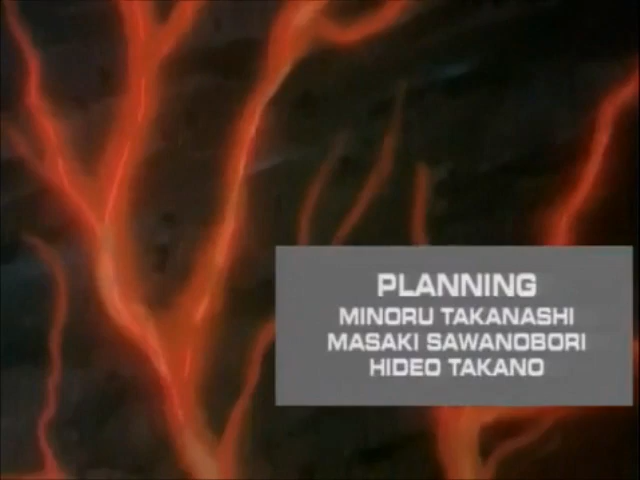 PLANNING
MINORU TAKANASHI
MASAKI SAWANOBORI
HIDEO TAKANO